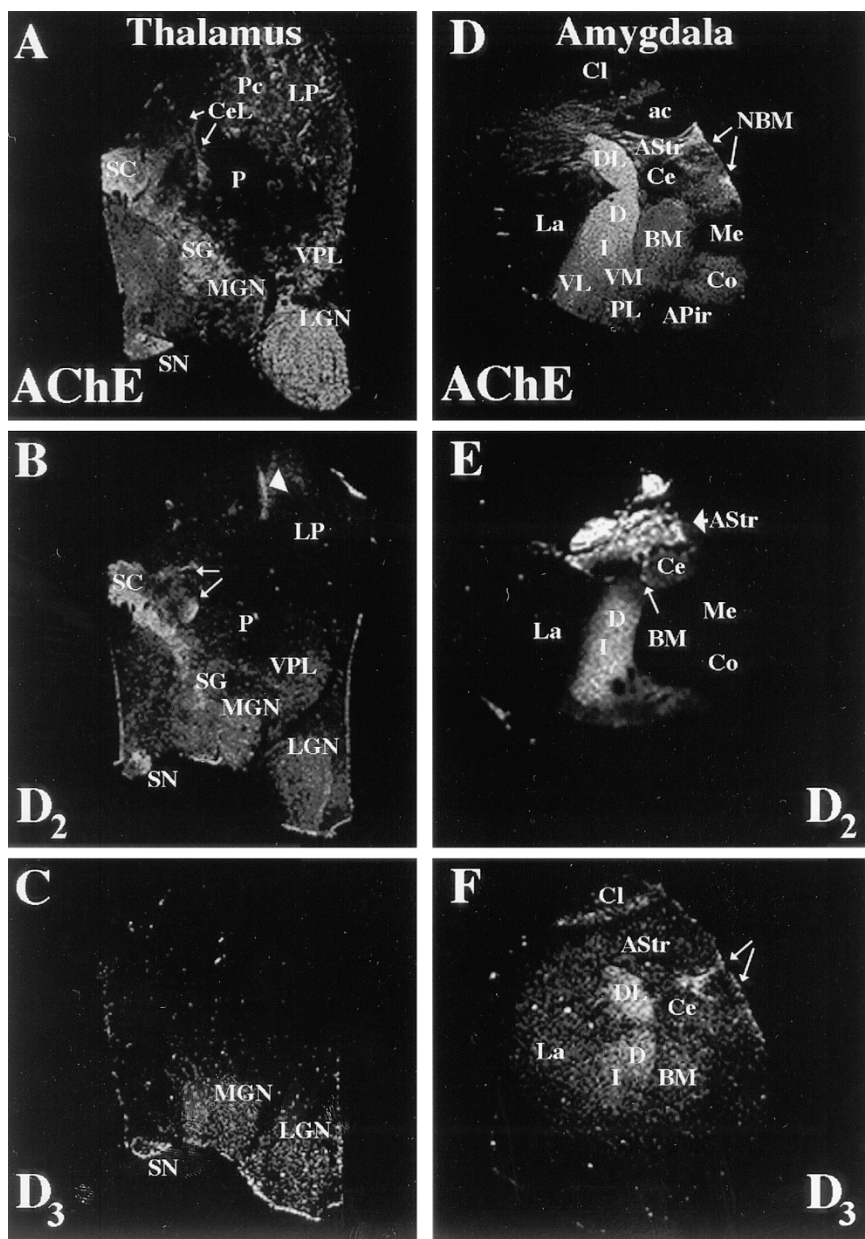 A
Thalamus
Pc
LP
CeL
SC
P
SG
VPL
MGN
LGN
SN
AChE
D
Amygdala
Cl
ac
NBM
AStr
DL
Ce
La
D
Me
I
BM
VL
VM
Co
PL
APir
AChE
B
LP
SC
P
VPL
SG
MGN
LGN
SN
D2
E
AStr
Ce
D
Me
La
I
BM
Co
D2
C
MGN
LGN
SN
D3
F
Cl
AStr
DL
Ce
La
D
I
BM
D3